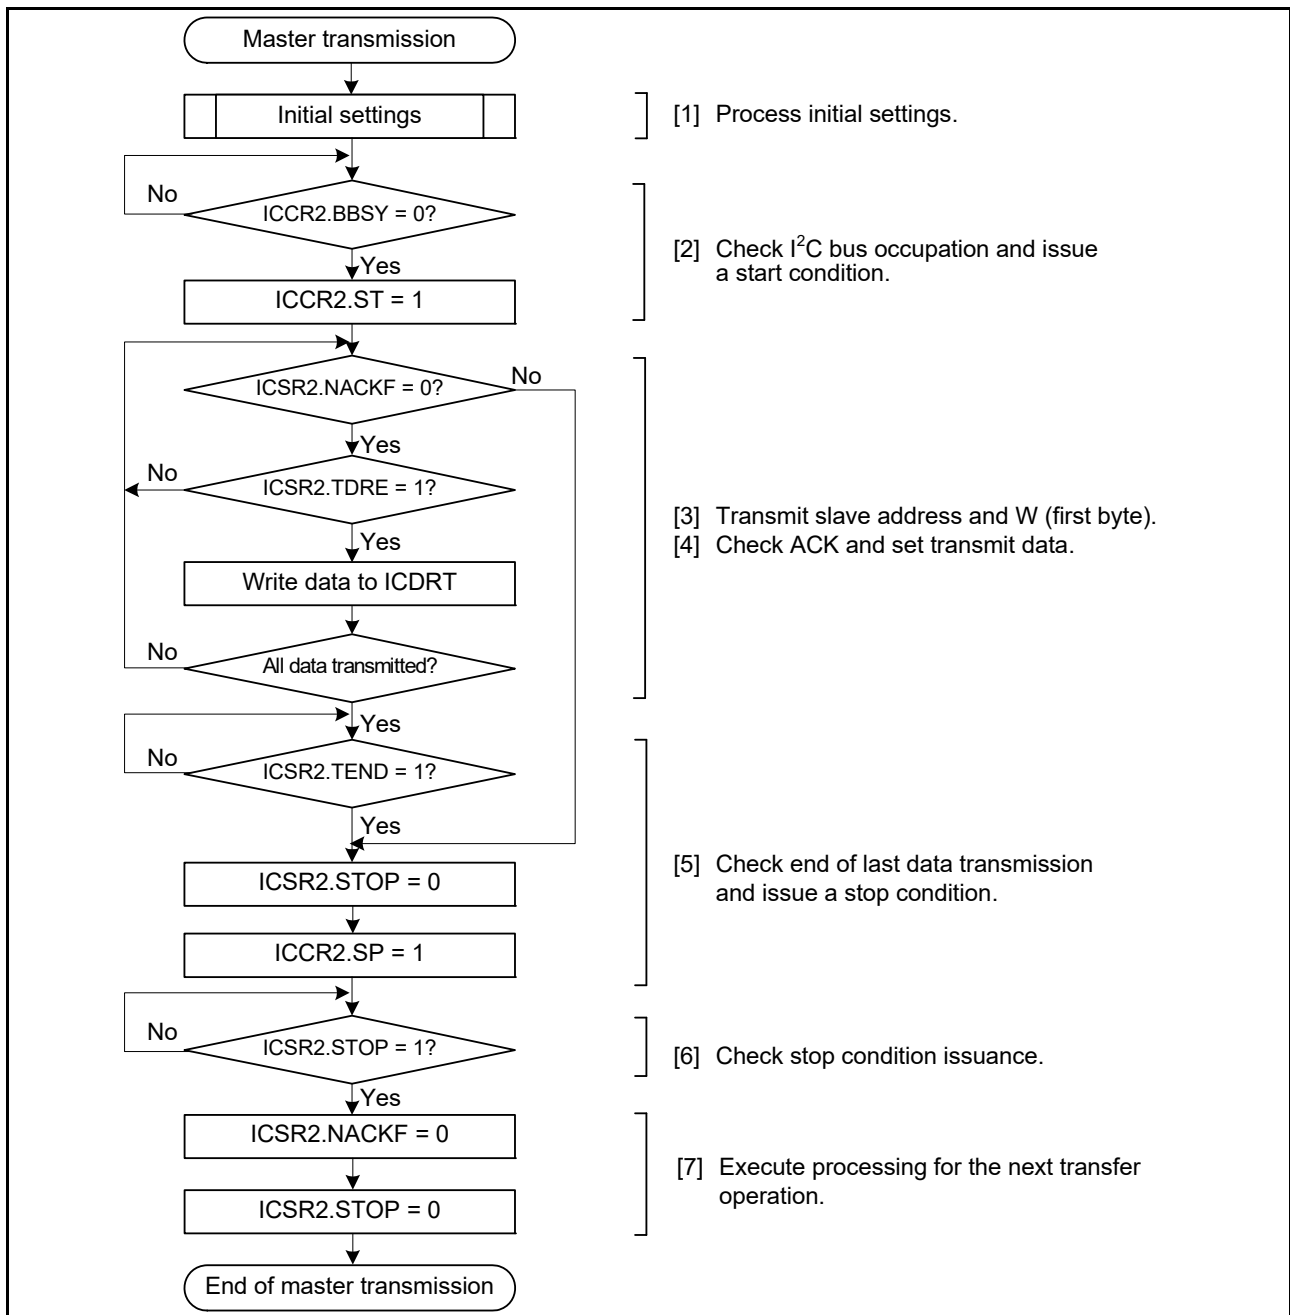 Master transmission
Initial settings
[1] Process initial settings.
No
ICCR2.BBSY = 0?
Yes
[2] Check I²C bus occupation and issue
a start condition.
ICCR2.ST = 1
ICSR2.NACKF = 0?
No
Yes
No
ICSR2.TDRE = 1?
Yes
[3] Transmit slave address and W (first byte).
[4] Check ACK and set transmit data.
Write data to ICDRT
No
All data transmitted?
Yes
No
ICSR2.TEND = 1?
Yes
[5] Check end of last data transmission
and issue a stop condition.
ICSR2.STOP = 0
ICCR2.SP = 1
No
ICSR2.STOP = 1?
[6] Check stop condition issuance.
Yes
ICSR2.NACKF = 0
[7] Execute processing for the next transfer
operation.
ICSR2.STOP = 0
End of master transmission